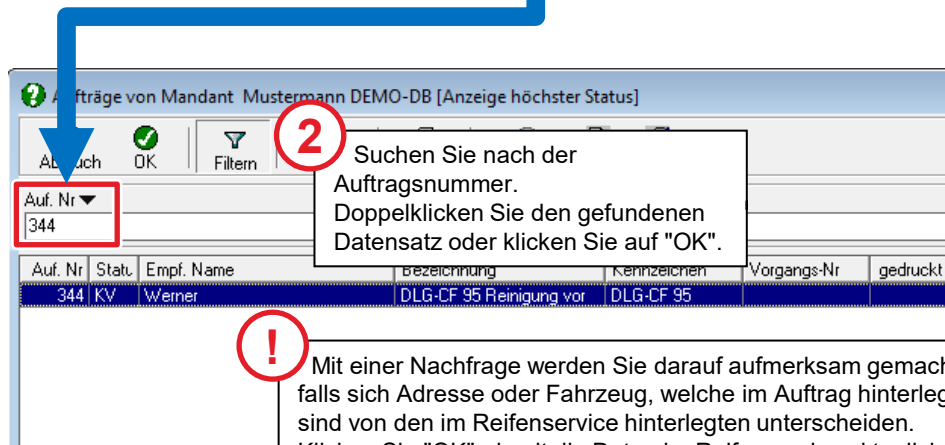 von Mandant Mustermann DEMO-DB [Anzeige höchster Status]
OK
Filtern
2
Suchen Sie nach der
Auftragsnummer.
Doppelklicken Sie den gefundenen
Datensatz oder klicken Sie auf "OK".
Auf. Nr
344
Auf. Nr Statu Empf. Name Bezeichnung Kennzeichen Vorgangs-Nr gedruckt
344 KV Werner DLG-CF 95 Reinigung vor DLG-CF 95
!
Mit einer Nachfrage werden Sie darauf aufmerksam gemach
falls sich Adresse oder Fahrzeug, welche im Auftrag hinterleg
sind von den im Reifenservice hinterlegten unterscheiden.